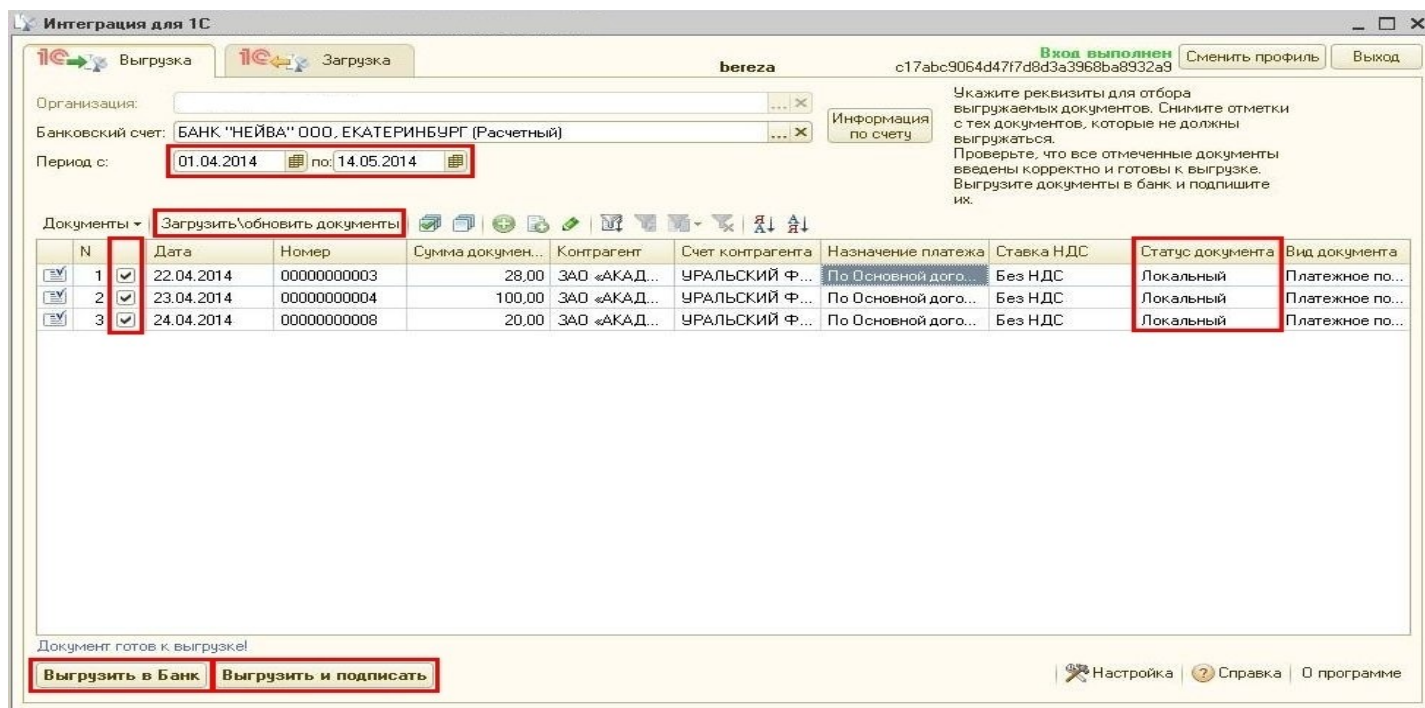 Интеграция для 1С
Выгрузка
Загрузка
bereza
Вход выполнен
c17abc9064d47f7d8d3a3968ba8932a9
Сменить профиль
Выход
Организация:
Банковский счет: БАНК "НЕЙВА" ООО, ЕКАТЕРИНБУРГ (Расчетный)
Информация по счету
Период с: 01.04.2014 по: 14.05.2014
Укажите реквизиты для отбора
выгружаемых документов. Снимите отметки
с тех документов, которые не должны
выгружаться.
Проверьте, что все отмеченные документы
введены корректно и готовы к выгрузке.
Выгрузите документы в банк и подпишите
их.
Документы Загрузить\обновить документы
N Дата Номер Сумма докумен... Контрагент Счет контрагента Назначение платежа Ставка НДС Статус документа Вид документа
1 22.04.2014 00000000003 28,00 ЗАО «АКАД... УРАЛЬСКИЙ Ф... По Основной дого... Без НДС Локальный Платежное по...
2 23.04.2014 00000000004 100,00 ЗАО «АКАД... УРАЛЬСКИЙ Ф... По Основной дого... Без НДС Локальный Платежное по...
3 24.04.2014 00000000008 20,00 ЗАО «АКАД... УРАЛЬСКИЙ Ф... По Основной дого... Без НДС Локальный Платежное по...
Документ готов к выгрузке!
Выгрузить в Банк Выгрузить и подписать Настройка Справка О программе